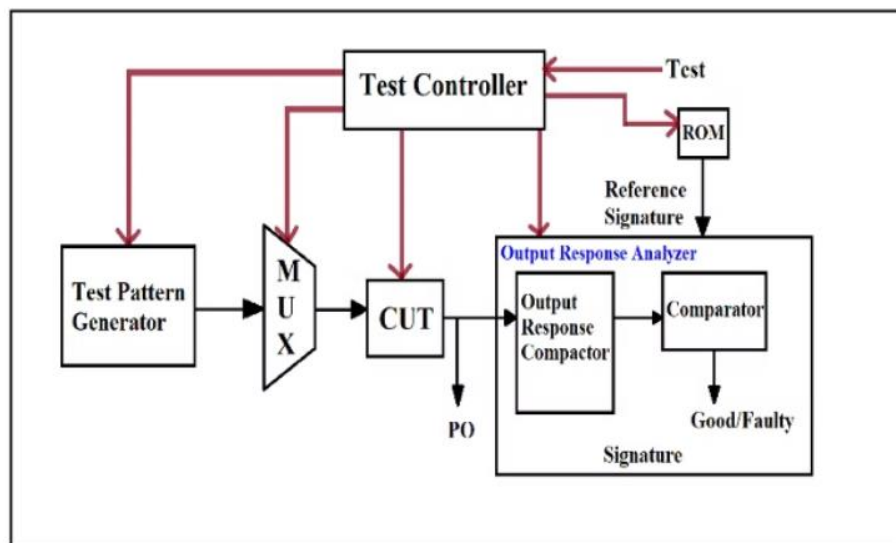 Test Controller
Test
ROM
Reference
Signature
Output Response Analyzer
Test Pattern
Generator
M
U
X
CUT
Output
Response
Compactor
Comparator
PO
Good/Faulty
Signature